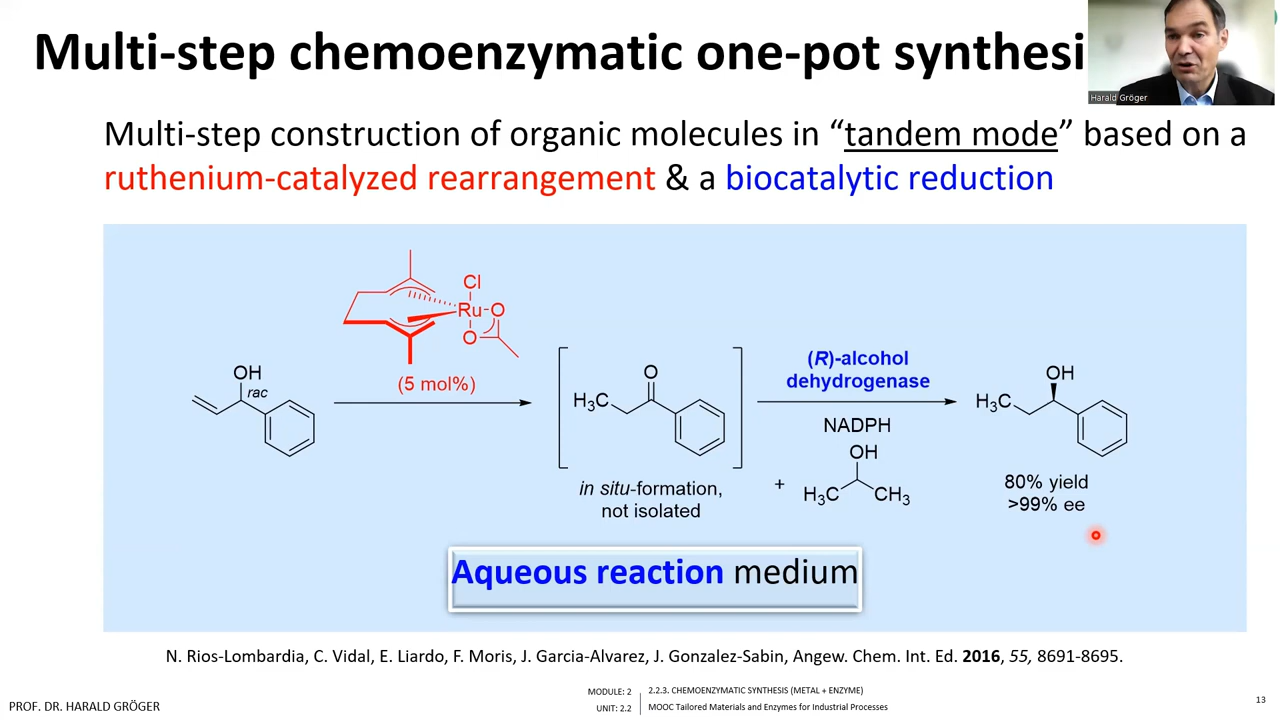 Multi-step chemoenzymatic one-pot synthesi
Harald Gröger
Multi-step construction of organic molecules in “tandem mode” based on a
ruthenium-catalyzed rearrangement & a biocatalytic reduction
Cl
Ru-O
O
(5 mol%)
OH
rac
O
H₃C
in situ-formation,
not isolated
(R)-alcohol
dehydrogenase
NADPH
OH
+
H₃C CH₃
OH
H₃C
80% yield
>99% ee
Aqueous reaction medium
N. Rios-Lombardia, C. Vidal, E. Liardo, F. Moris, J. Garcia-Alvarez, J. Gonzalez-Sabin, Angew. Chem. Int. Ed. 2016, 55, 8691-8695.
PROF. DR. HARALD GRÖGER
MODULE: 2
UNIT: 2.2
2.2.3. CHEMOENZYMATIC SYNTHESIS (METAL + ENZYME)
MOOC Tailored Materials and Enzymes for Industrial Processes
13